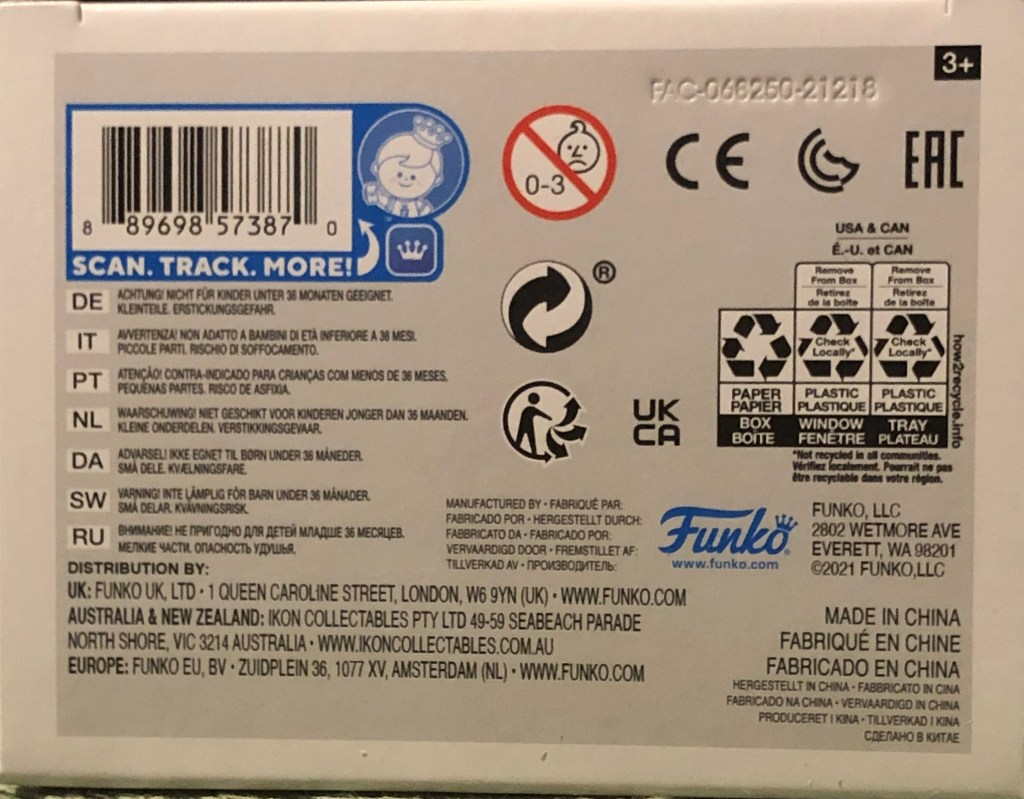 3+
FAC-068250-21218
8 89698 57387 0
SCAN. TRACK. MORE!
0-3
CE
EAC
USA & CAN
É.-U. et CAN
Remove From Box
Retirez de la boîte
Remove From Box
Retirez de la boîte
Check Locally*
Check Locally*
PAPER
PAPIER
PLASTIC
PLASTIQUE
PLASTIC
PLASTIQUE
BOX
BOÎTE
WINDOW
FENÊTRE
TRAY
PLATEAU
how2recycle.info
*Not recycled in all communities.
Vérifiez localement. Pourrait ne pas
être recyclable dans votre région.
®
UK
CA
DE ACHTUNG! NICHT FÜR KINDER UNTER 36 MONATEN GEEIGNET.
KLEINTEILE. ERSTICKUNGSGEFAHR.
IT AVVERTENZA! NON ADATTO A BAMBINI DI ETÀ INFERIORE A 36 MESI.
PICCOLE PARTI. RISCHIO DI SOFFOCAMENTO.
PT ATENÇÃO! CONTRA-INDICADO PARA CRIANÇAS COM MENOS DE 36 MESES.
PEQUENAS PARTES. RISCO DE ASFIXIA.
NL WAARSCHUWING! NIET GESCHIKT VOOR KINDEREN JONGER DAN 36 MAANDEN.
KLEINE ONDERDELEN. VERSTIKKINGSGEVAAR.
DA ADVARSEL! IKKE EGNET TIL BØRN UNDER 36 MÅNEDER.
SMÅ DELE. KVÆLNINGSFARE.
SW VARNING! INTE LÄMPLIG FÖR BARN UNDER 36 MÅNADER.
SMÅ DELAR. KVÄVNINGSRISK.
RU ВНИМАНИЕ! НЕ ПРИГОДНО ДЛЯ ДЕТЕЙ МЛАДШЕ 36 МЕСЯЦЕВ.
МЕЛКИЕ ЧАСТИ. ОПАСНОСТЬ УДУШЬЯ.
MANUFACTURED BY • FABRIQUÉ PAR:
FABRICADO POR • HERGESTELLT DURCH:
FABBRICATO DA • FABRICADO POR:
VERVAARDIGD DOOR • FREMSTILLET AF:
TILLVERKAD AV • ПРОИЗВОДИТЕЛЬ:
Funko®
www.funko.com
FUNKO, LLC
2802 WETMORE AVE
EVERETT, WA 98201
©2021 FUNKO,LLC
DISTRIBUTION BY:
UK: FUNKO UK, LTD • 1 QUEEN CAROLINE STREET, LONDON, W6 9YN (UK) • WWW.FUNKO.COM
AUSTRALIA & NEW ZEALAND: IKON COLLECTABLES PTY LTD 49-59 SEABEACH PARADE
NORTH SHORE, VIC 3214 AUSTRALIA • WWW.IKONCOLLECTABLES.COM.AU
EUROPE: FUNKO EU, BV • ZUIDPLEIN 36, 1077 XV, AMSTERDAM (NL) • WWW.FUNKO.COM
MADE IN CHINA
FABRIQUÉ EN CHINE
FABRICADO EN CHINA
HERGESTELLT IN CHINA • FABBRICATO IN CINA
FABRICADO NA CHINA • VERVAARDIGD IN CHINA
PRODUCERET I KINA • TILLVERKAD I KINA
СДЕЛАНО В КИТАЕ